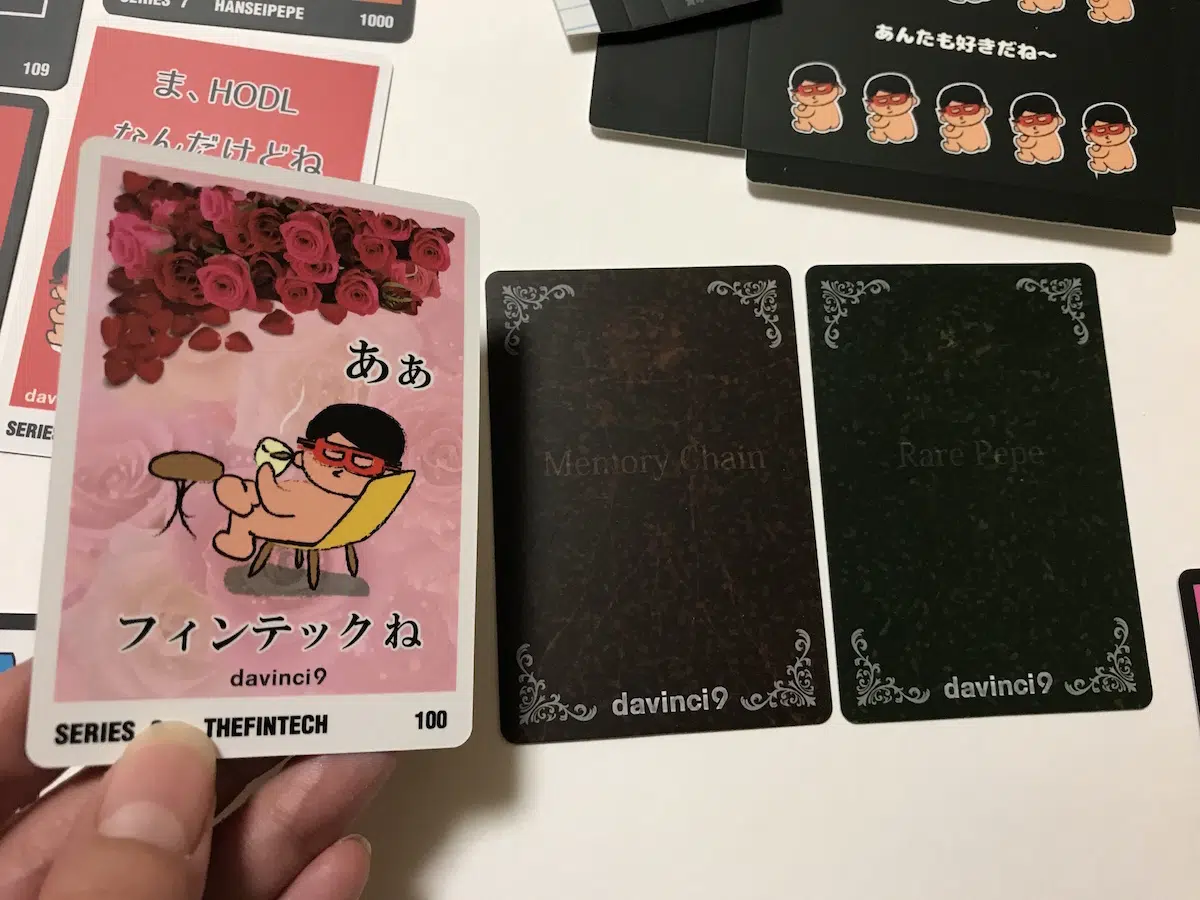 SERIES 7 HANSEIPEPE 1000
109
ま、HODL
なんだけどね
あんたも好きだね〜
あぁ
フィンテックね
davinci9
SERIES THEFINTECH 100
Memory Chain
davinci9
Rare Pepe
davinci9